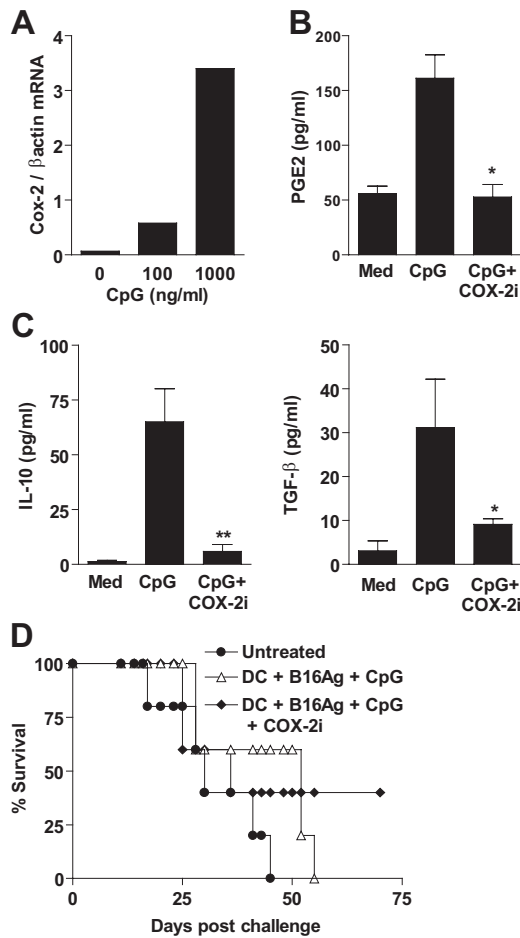 A
Cox-2 / βactin mRNA
4
3
2
1
0
0 100 1000
CpG (ng/ml)
B
PGE2 (pg/ml)
200
150
100
50
0
*
Med CpG CpG+
COX-2i
C
IL-10 (pg/ml)
100
75
50
25
0
**
Med CpG CpG+
COX-2i
TGF-β (pg/ml)
50
40
30
20
10
0
*
Med CpG CpG+
COX-2i
D
Untreated
DC + B16Ag + CpG
DC + B16Ag + CpG
+ COX-2i
% Survival
100
75
50
25
0
0 25 50 75
Days post challenge